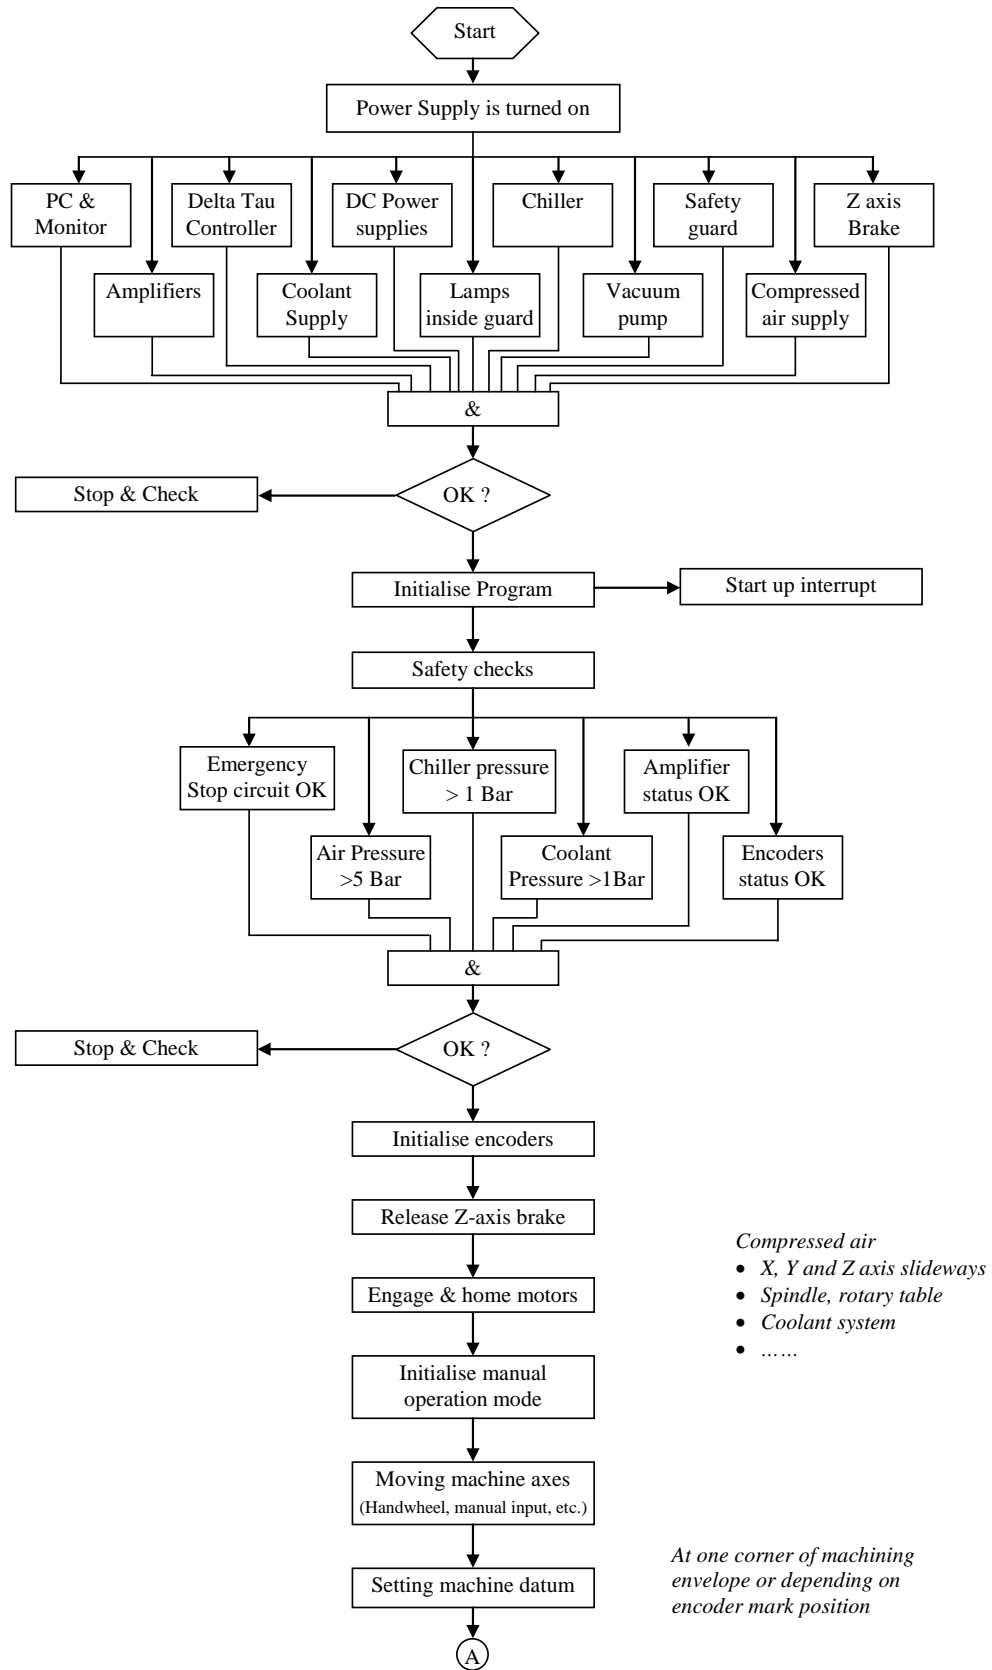 Start
Power Supply is turned on
PC &
Monitor
Delta Tau
Controller
DC Power
supplies
Chiller
Safety
guard
Z axis
Brake
Amplifiers
Coolant
Supply
Lamps
inside guard
Vacuum
pump
Compressed
air supply
&
OK ?
Stop & Check
Initialise Program
Start up interrupt
Safety checks
Emergency
Stop circuit OK
Chiller pressure
> 1 Bar
Amplifier
status OK
Air Pressure
>5 Bar
Coolant
Pressure >1Bar
Encoders
status OK
&
OK ?
Stop & Check
Initialise encoders
Release Z-axis brake
Engage & home motors
Compressed air
• X, Y and Z axis slideways
• Spindle, rotary table
• Coolant system
• ……
Initialise manual
operation mode
Moving machine axes
(Handwheel, manual input, etc.)
Setting machine datum
At one corner of machining
envelope or depending on
encoder mark position
A